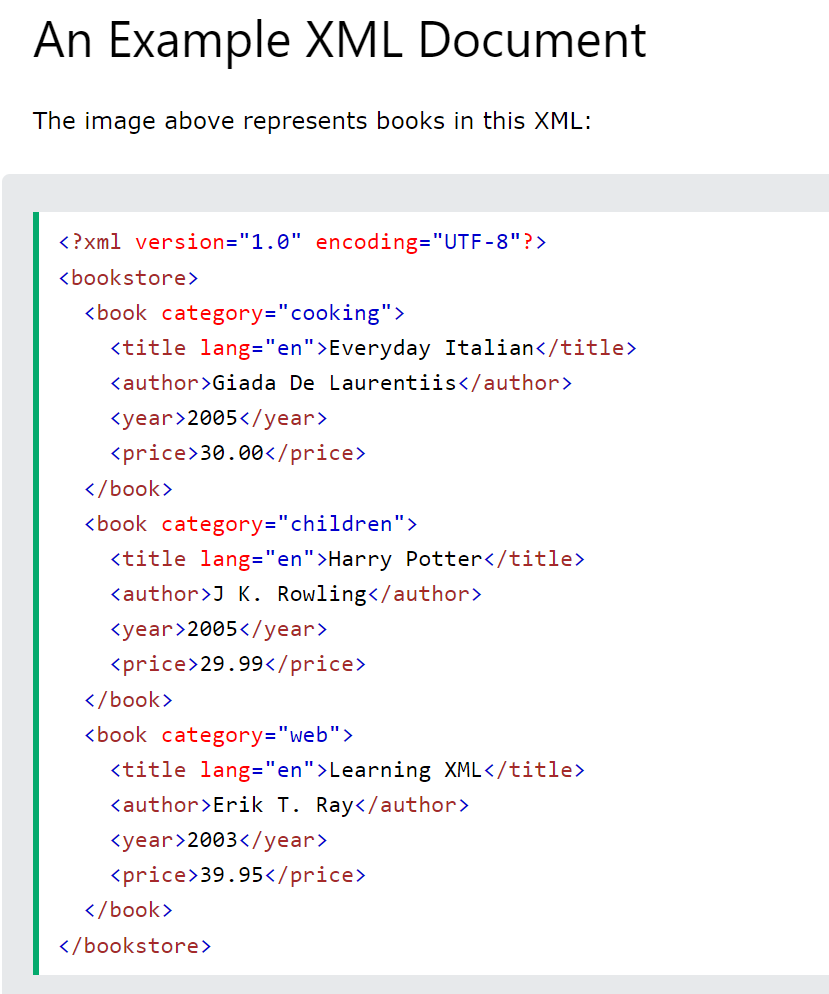 An Example XML Document
The image above represents books in this XML:
<?xml version="1.0" encoding="UTF-8"?>
<bookstore>
  <book category="cooking">
    <title lang="en">Everyday Italian</title>
    <author>Giada De Laurentiis</author>
    <year>2005</year>
    <price>30.00</price>
  </book>
  <book category="children">
    <title lang="en">Harry Potter</title>
    <author>J K. Rowling</author>
    <year>2005</year>
    <price>29.99</price>
  </book>
  <book category="web">
    <title lang="en">Learning XML</title>
    <author>Erik T. Ray</author>
    <year>2003</year>
    <price>39.95</price>
  </book>
</bookstore>